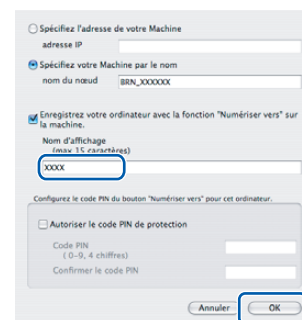 Spécifiez l'adresse de votre Machine
adresse IP
Spécifiez votre Machine par le nom
nom du nœud BRN_XXXXXX
Enregistrez votre ordinateur avec la fonction "Numériser vers" sur
la machine.
Nom d'affichage
(max 15 caractères)
XXXX
Configurez le code PIN du bouton "Numériser vers" pour cet ordinateur.
Autoriser le code PIN de protection
Code PIN
( 0-9, 4 chiffres)
Confirmer le code PIN
Annuler OK